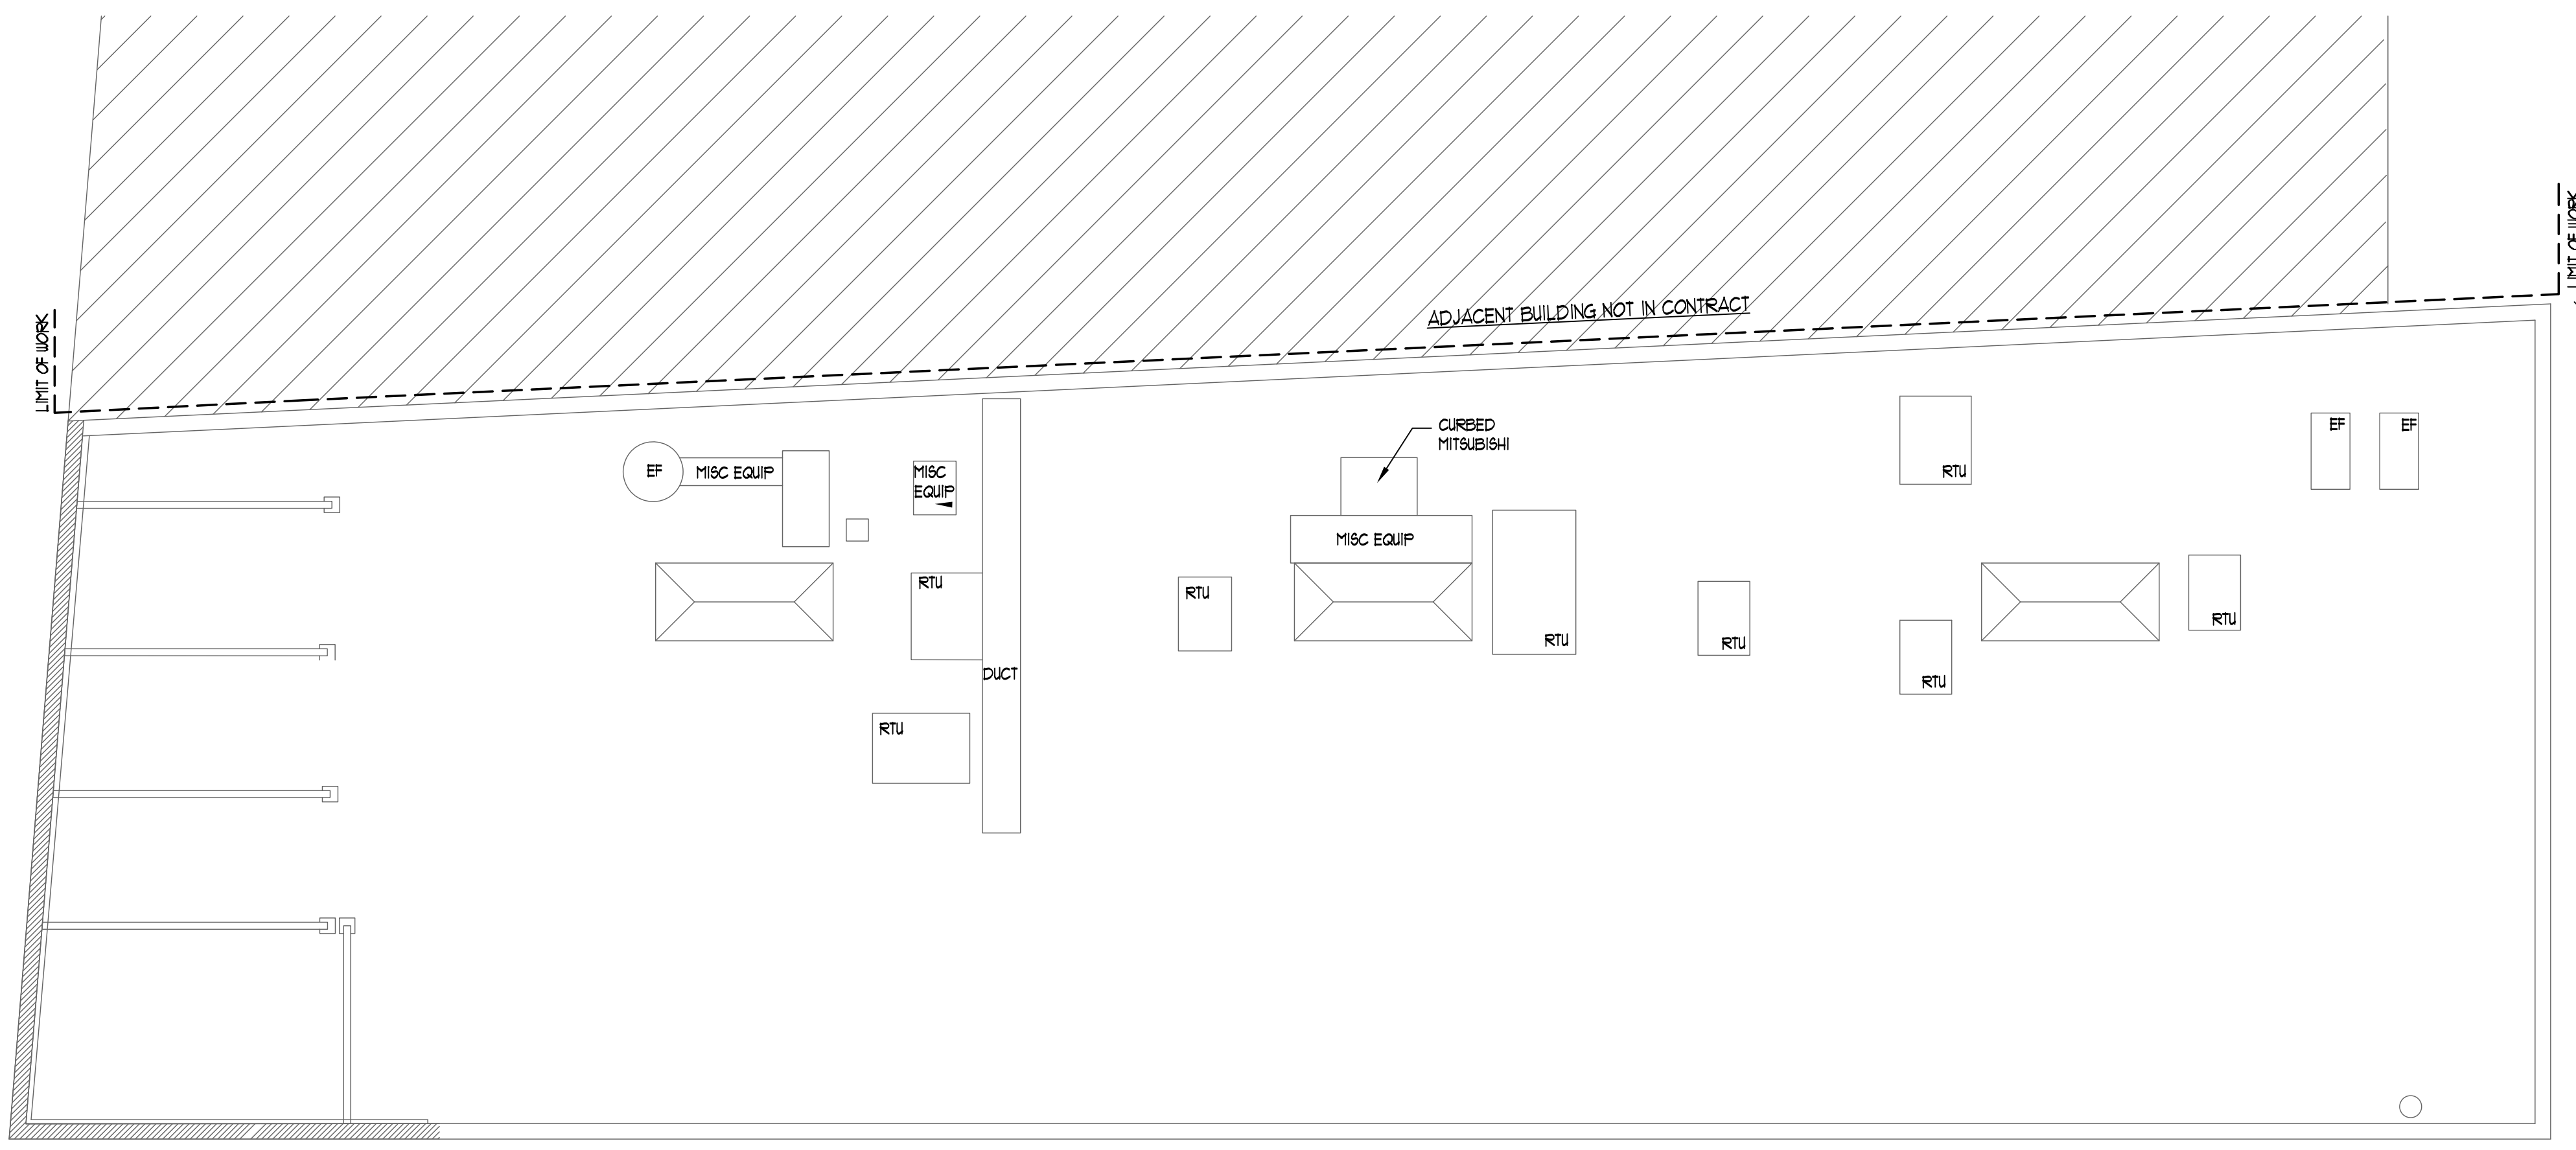 LIMIT OF WORK
LIMIT OF WORK
ADJACENT BUILDING NOT IN CONTRACT
CURBED
MITSUBISHI
EF
MISC EQUIP
MISC
EQUIP
MISC EQUIP
RTU
EF
EF
RTU
RTU
RTU
RTU
RTU
RTU
DUCT
RTU
RTU